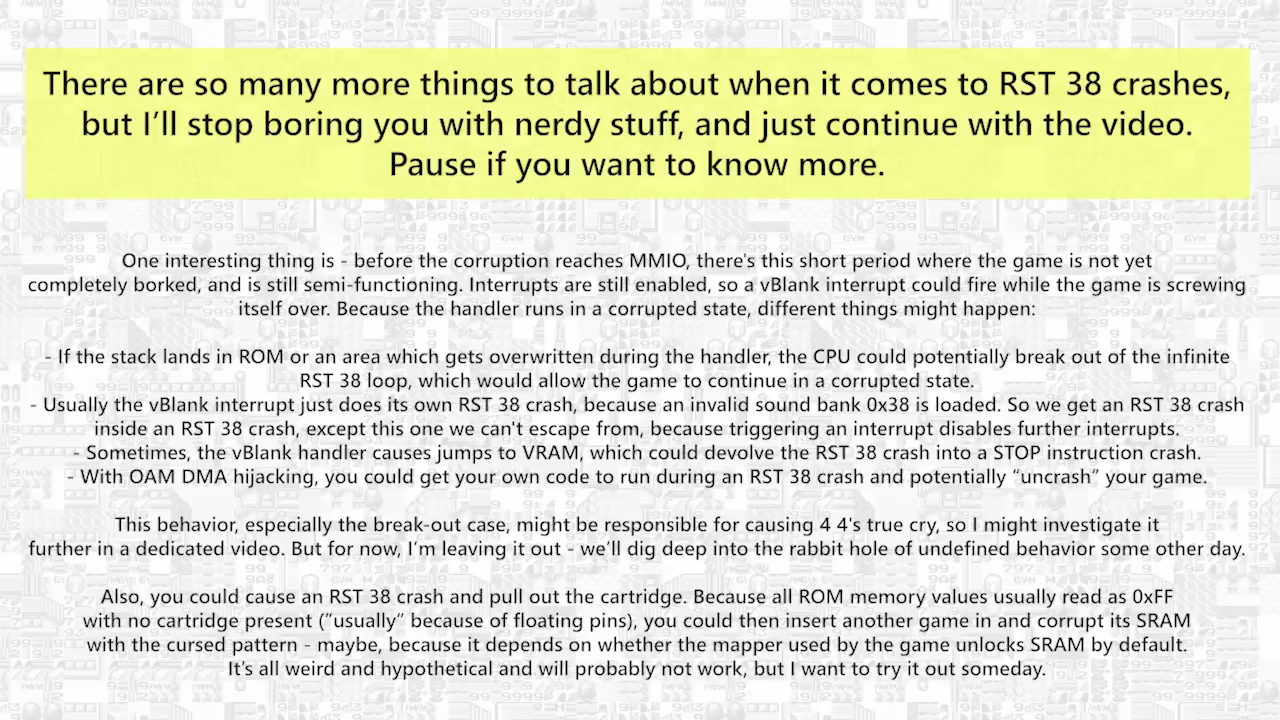 There are so many more things to talk about when it comes to RST 38 crashes,
but I’ll stop boring you with nerdy stuff, and just continue with the video.
Pause if you want to know more.
One interesting thing is - before the corruption reaches MMIO, there's this short period where the game is not yet
completely borked, and is still semi-functioning. Interrupts are still enabled, so a vBlank interrupt could fire while the game is screwing
itself over. Because the handler runs in a corrupted state, different things might happen:
- If the stack lands in ROM or an area which gets overwritten during the handler, the CPU could potentially break out of the infinite
RST 38 loop, which would allow the game to continue in a corrupted state.
- Usually the vBlank interrupt just does its own RST 38 crash, because an invalid sound bank 0x38 is loaded. So we get an RST 38 crash
inside an RST 38 crash, except this one we can't escape from, because triggering an interrupt disables further interrupts.
- Sometimes, the vBlank handler causes jumps to VRAM, which could devolve the RST 38 crash into a STOP instruction crash.
- With OAM DMA hijacking, you could get your own code to run during an RST 38 crash and potentially “uncrash” your game.
This behavior, especially the break-out case, might be responsible for causing 4 4's true cry, so I might investigate it
further in a dedicated video. But for now, I’m leaving it out - we’ll dig deep into the rabbit hole of undefined behavior some other day.
Also, you could cause an RST 38 crash and pull out the cartridge. Because all ROM memory values usually read as 0xFF
with no cartridge present (“usually” because of floating pins), you could then insert another game in and corrupt its SRAM
with the cursed pattern - maybe, because it depends on whether the mapper used by the game unlocks SRAM by default.
It’s all weird and hypothetical and will probably not work, but I want to try it out someday.